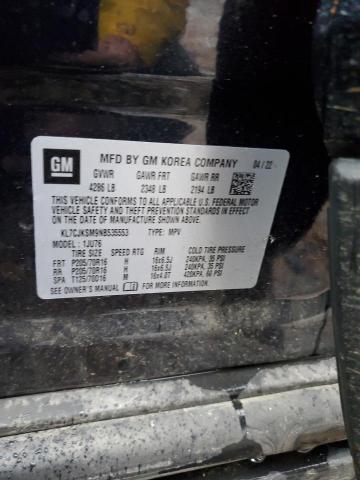 GM
MFD BY GM KOREA COMPANY 04 / 22
GVWR GAWR FRT GAWR RR
4286 LB 2348 LB 2194 LB
THIS VEHICLE CONFORMS TO ALL APPLICABLE U.S. FEDERAL MOTOR
VEHICLE SAFETY AND THEFT PREVENTION STANDARDS IN EFFECT ON
THE DATE OF MANUFACTURE SHOWN ABOVE.
KL7CJKSM9NB535553 TYPE: MPV
MODEL: 1JU76
TIRE SIZE SPEED RTG RIM COLD TIRE PRESSURE
FRT P205/70R16 H 16x6.5J 240KPA, 35 PSI
RR P205/70R16 H 16x6.5J 240KPA, 35 PSI
SPA T125/70D16 M 16x4.0T 420KPA, 60 PSI
SEE OWNER'S MANUAL FOR ADDITIONAL INFORMATION.